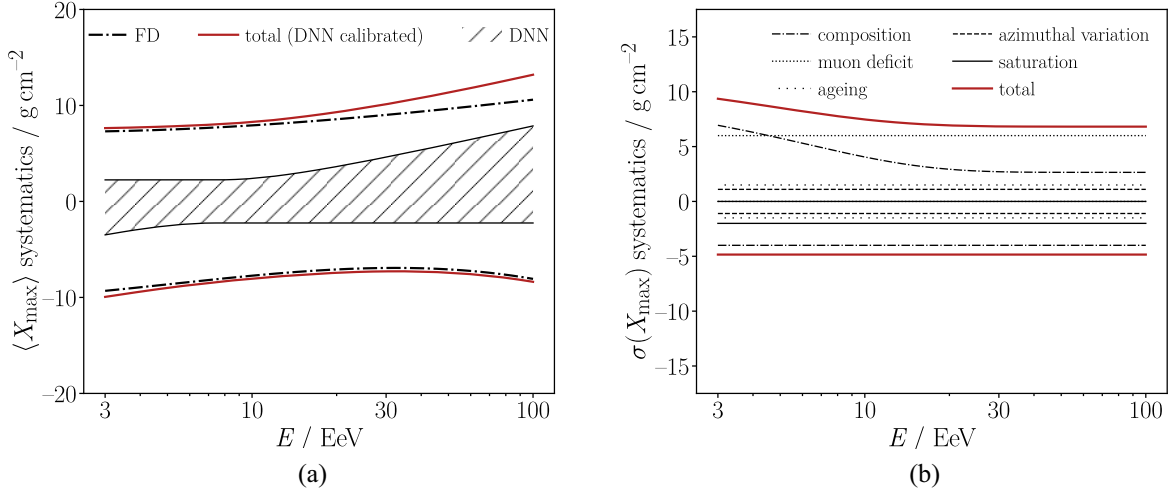 FD total (DNN calibrated) DNN
⟨X_max⟩ systematics / g cm⁻²
20
10
0
−10
−20
3 10 30 100
E / EeV
(a)
composition azimuthal variation
muon deficit saturation
ageing total
σ(X_max) systematics / g cm⁻²
15
10
5
0
−5
−10
−15
3 10 30 100
E / EeV
(b)